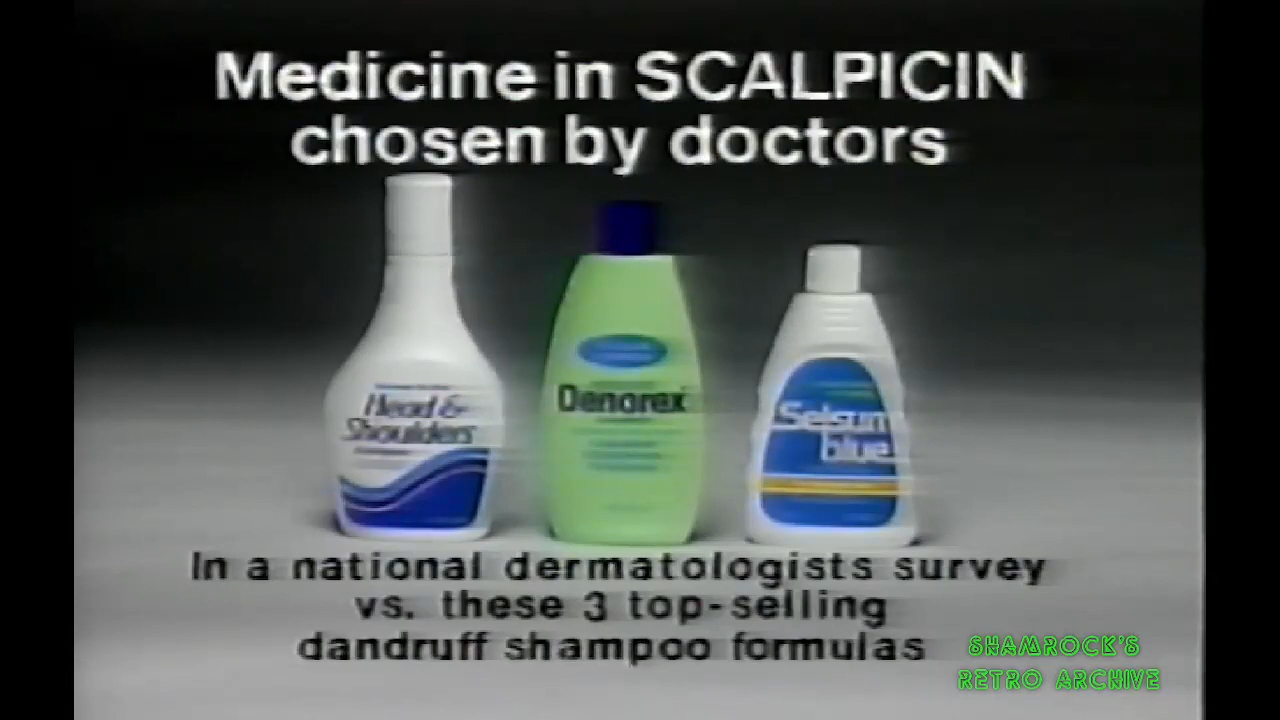 Medicine in SCALPICIN
chosen by doctors
Head &
Shoulders
Denorex
Selsun
blue
In a national dermatologists survey
vs. these 3 top-selling
dandruff shampoo formulas
SHAMROCK'S
RETRO ARCHIVE